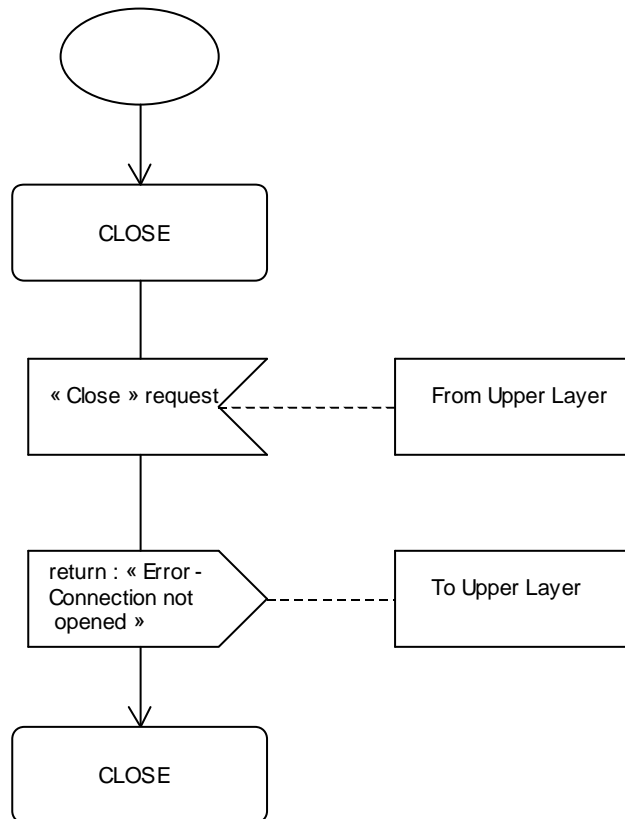 CLOSE
« Close » request
From Upper Layer
return : « Error -
Connection not
opened »
To Upper Layer
CLOSE